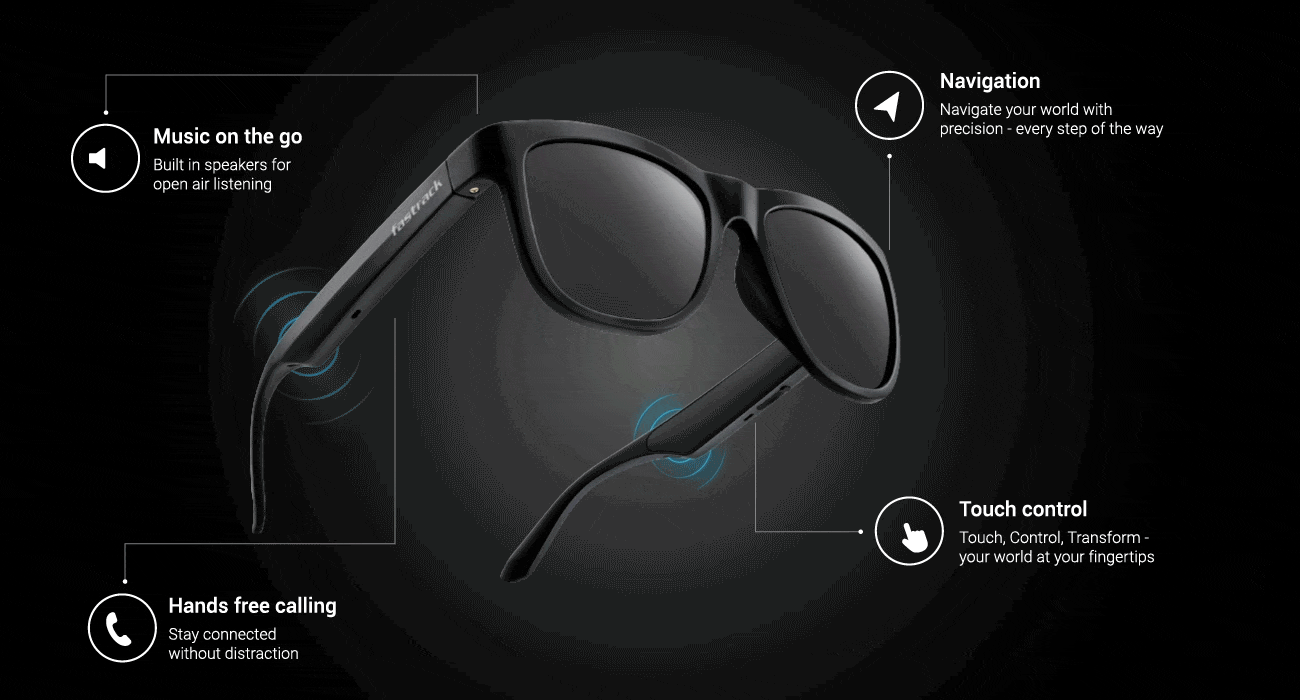 Music on the go
Built in speakers for
open air listening
fastrack
Navigation
Navigate your world with
precision - every step of the way
Touch control
Touch, Control, Transform -
your world at your fingertips
Hands free calling
Stay connected
without distraction